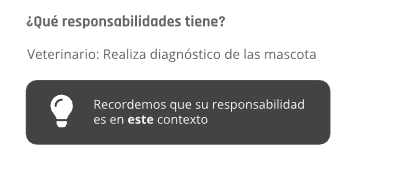 ¿Qué responsabilidades tiene?
Veterinario: Realiza diagnóstico de las mascota
Recordemos que su responsabilidad
es en este contexto